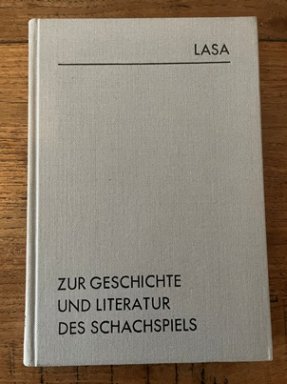 LASA
ZUR GESCHICHTE
UND LITERATUR
DES SCHACHSPIELS